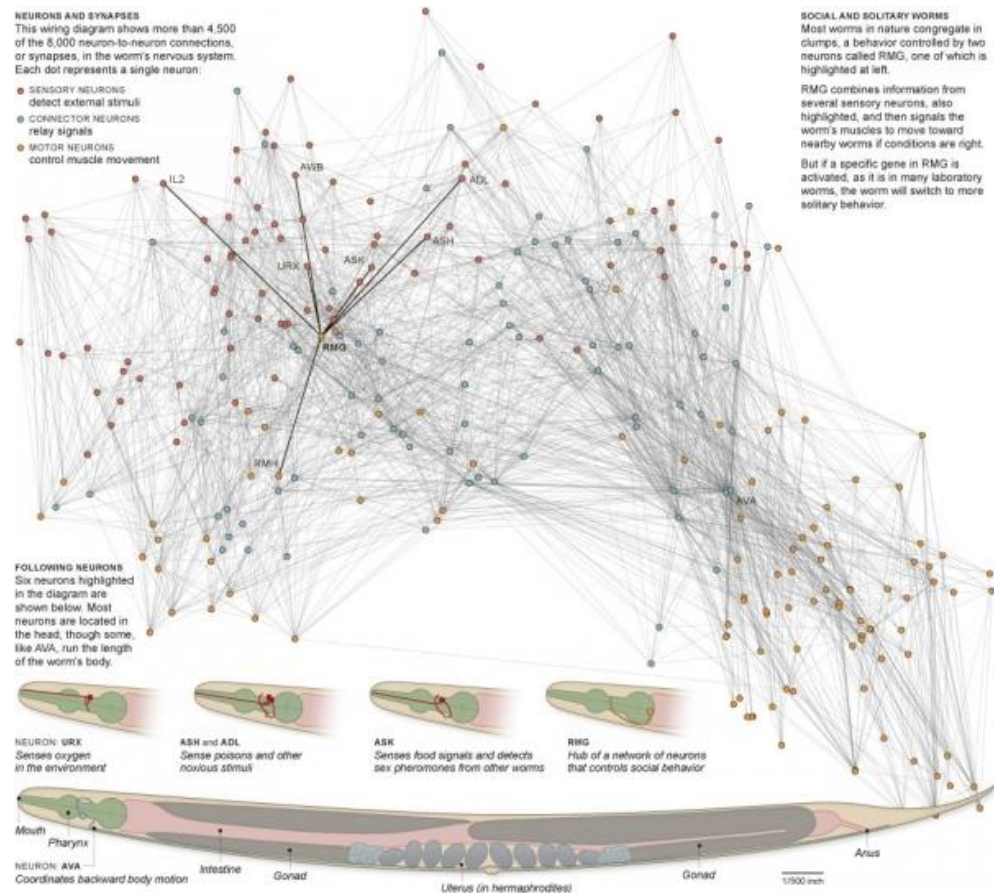 NEURONS AND SYNAPSES
This wiring diagram shows more than 4,500
of the 8,000 neuron-to-neuron connections,
or synapses, in the worm's nervous system.
Each dot represents a single neuron:
SENSORY NEURONS
detect external stimuli
CONNECTOR NEURONS
relay signals
MOTOR NEURONS
control muscle movement
SOCIAL AND SOLITARY WORMS
Most worms in nature congregate in
clumps, a behavior controlled by two
neurons called RMG, one of which is
highlighted at left.
RMG combines information from
several sensory neurons, also
highlighted, and then signals the
worm's muscles to move toward
nearby worms if conditions are right.
But if a specific gene in RMG is
activated, as it is in many laboratory
worms, the worm will switch to more
solitary behavior.
IL2
AWB
ADL
ASH
URX
ASK
RMG
RMH
AVA
FOLLOWING NEURONS
Six neurons highlighted
in the diagram are
shown below. Most
neurons are located in
the head, though some,
like AVA, run the length
of the worm's body.
NEURON: URX
Senses oxygen
in the environment
ASH and ADL
Sense poisons and other
noxious stimuli
ASK
Senses food signals and detects
sex pheromones from other worms
RMG
Hub of a network of neurons
that controls social behavior
Mouth
Pharynx
NEURON: AVA
Coordinates backward body motion
Intestine
Gonad
Uterus (in hermaphrodites)
Gonad
Anus
1/500 inch